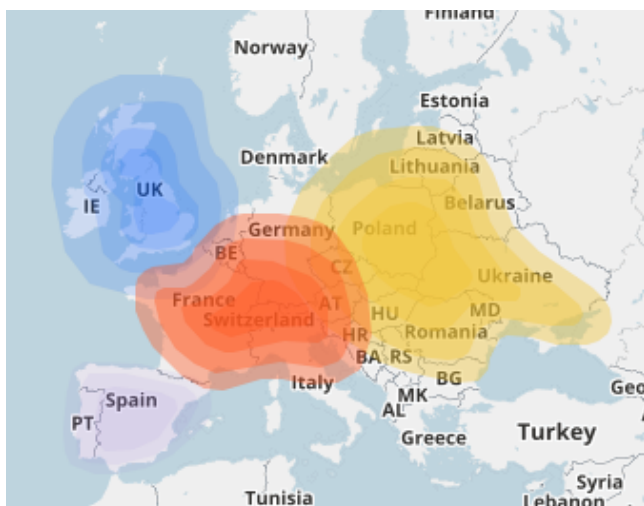 Finland
Norway
Estonia
Latvia
Denmark
Lithuania
UK
IE
Belarus
Germany
Poland
BE
CZ
Ukraine
France
AT
Switzerland
HU
MD
HR
Romania
BA
RS
Italy
BG
Spain
MK
PT
AL
Greece
Turkey
Geo
Syria
Tunisia
Lebanon